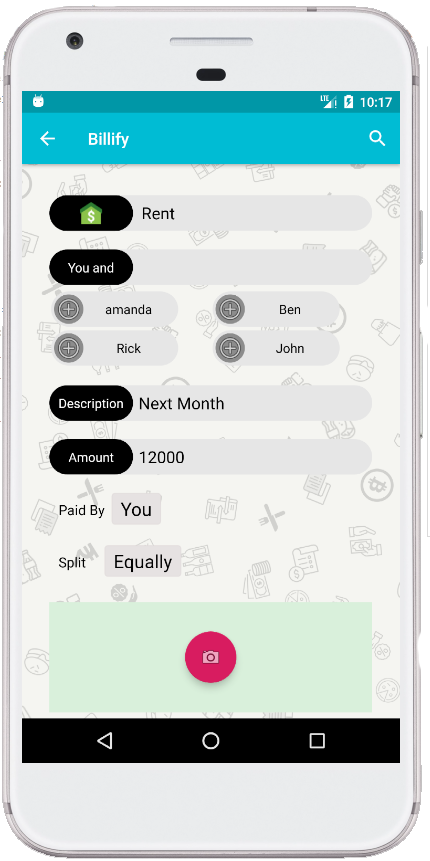 LTE 10:17
Billify
$ Rent
You and
amanda Ben
Rick John
Description Next Month
Amount 12000
Paid By You
Split Equally